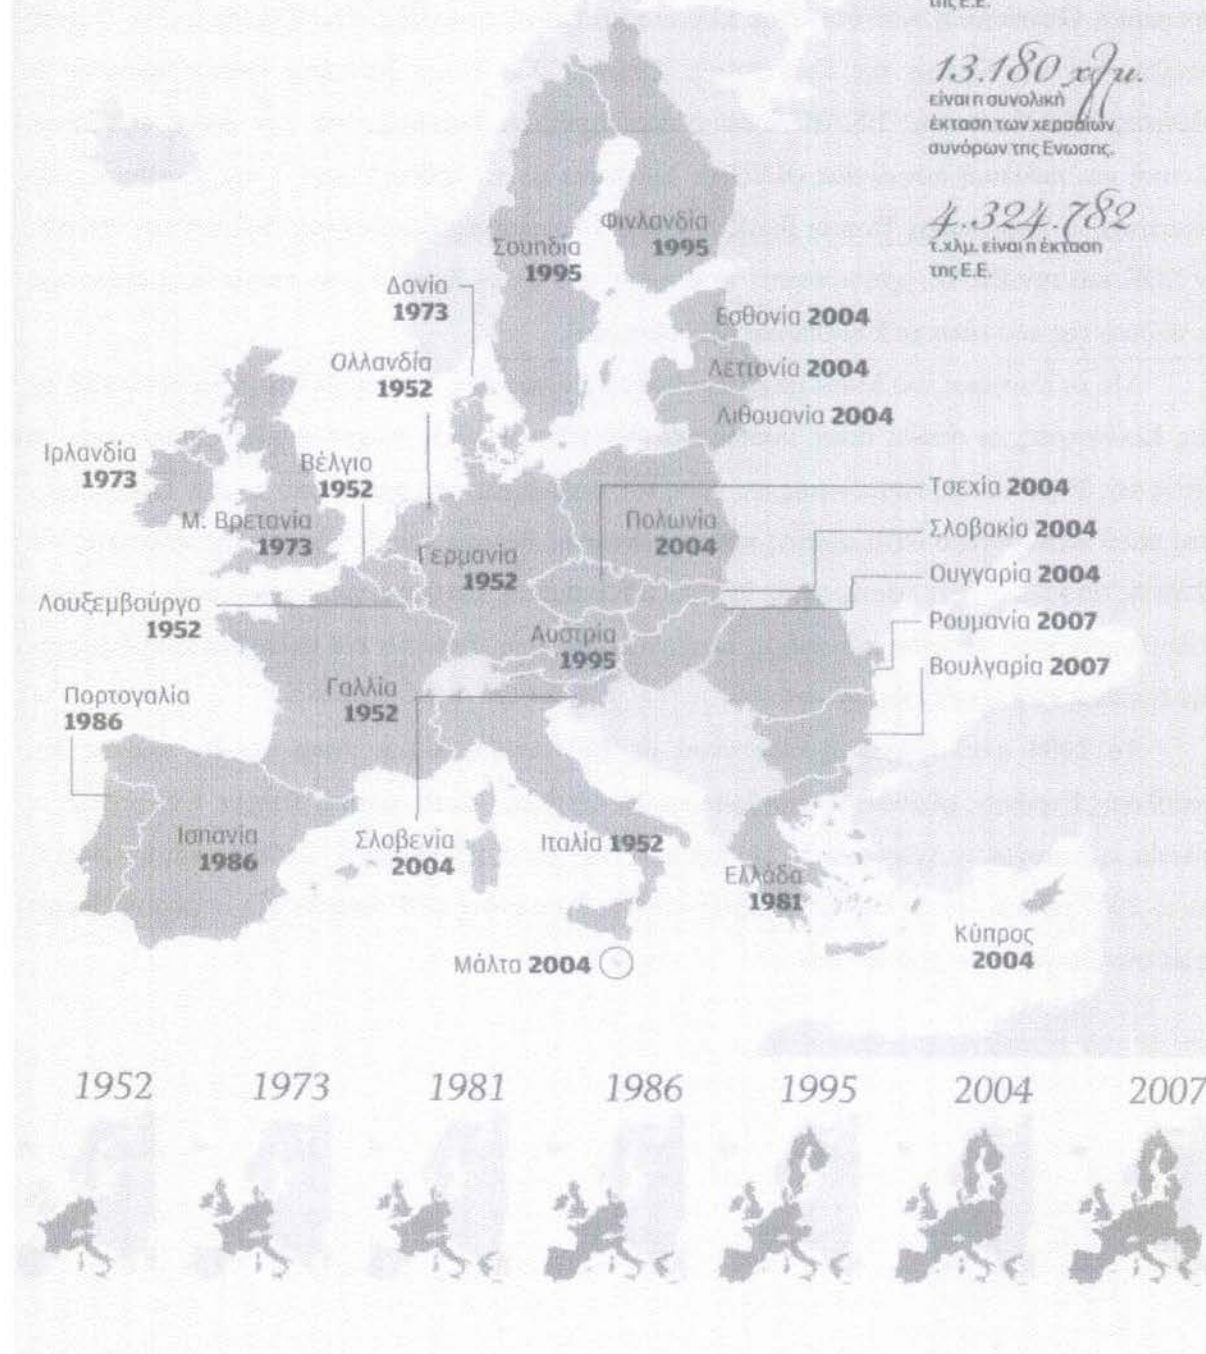 της Ε.Ε.
13.180 χλμ.
είναι η συνολική
έκταση των χερσαίων
συνόρων της Ενωσης.
4.324.782
τ.χλμ. είναι η έκταση
της Ε.Ε.
Φινλανδία
1995
Σουηδία
1995
Δανία
1973
Ολλανδία
1952
Εσθονία 2004
Λεττονία 2004
Λιθουανία 2004
Ιρλανδία
1973
Βέλγιο
1952
Μ. Βρετανία
1973
Γερμανία
1952
Πολωνία
2004
Τσεχία 2004
Σλοβακία 2004
Ουγγαρία 2004
Ρουμανία 2007
Βουλγαρία 2007
Λουξεμβούργο
1952
Αυστρία
1995
Γαλλία
1952
Πορτογαλία
1986
Ισπανία
1986
Σλοβενία
2004
Ιταλία 1952
Ελλάδα
1981
Κύπρος
2004
Μάλτα 2004
1952 1973 1981 1986 1995 2004 2007